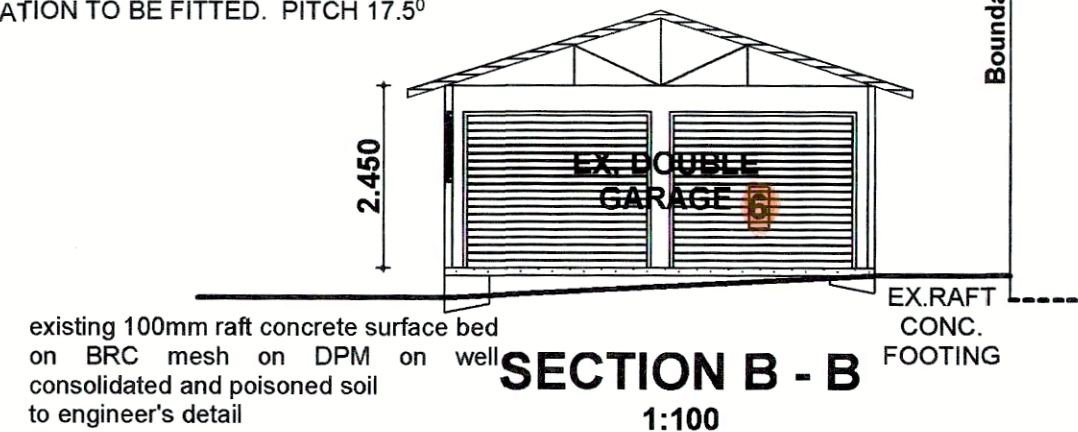 ATION TO BE FITTED. PITCH 17.5⁰
Bounda
2.450
EX. DOUBLE
GARAGE 6
EX.RAFT
CONC.
FOOTING
existing 100mm raft concrete surface bed
on BRC mesh on DPM on well
consolidated and poisoned soil
to engineer's detail
SECTION B - B
1:100